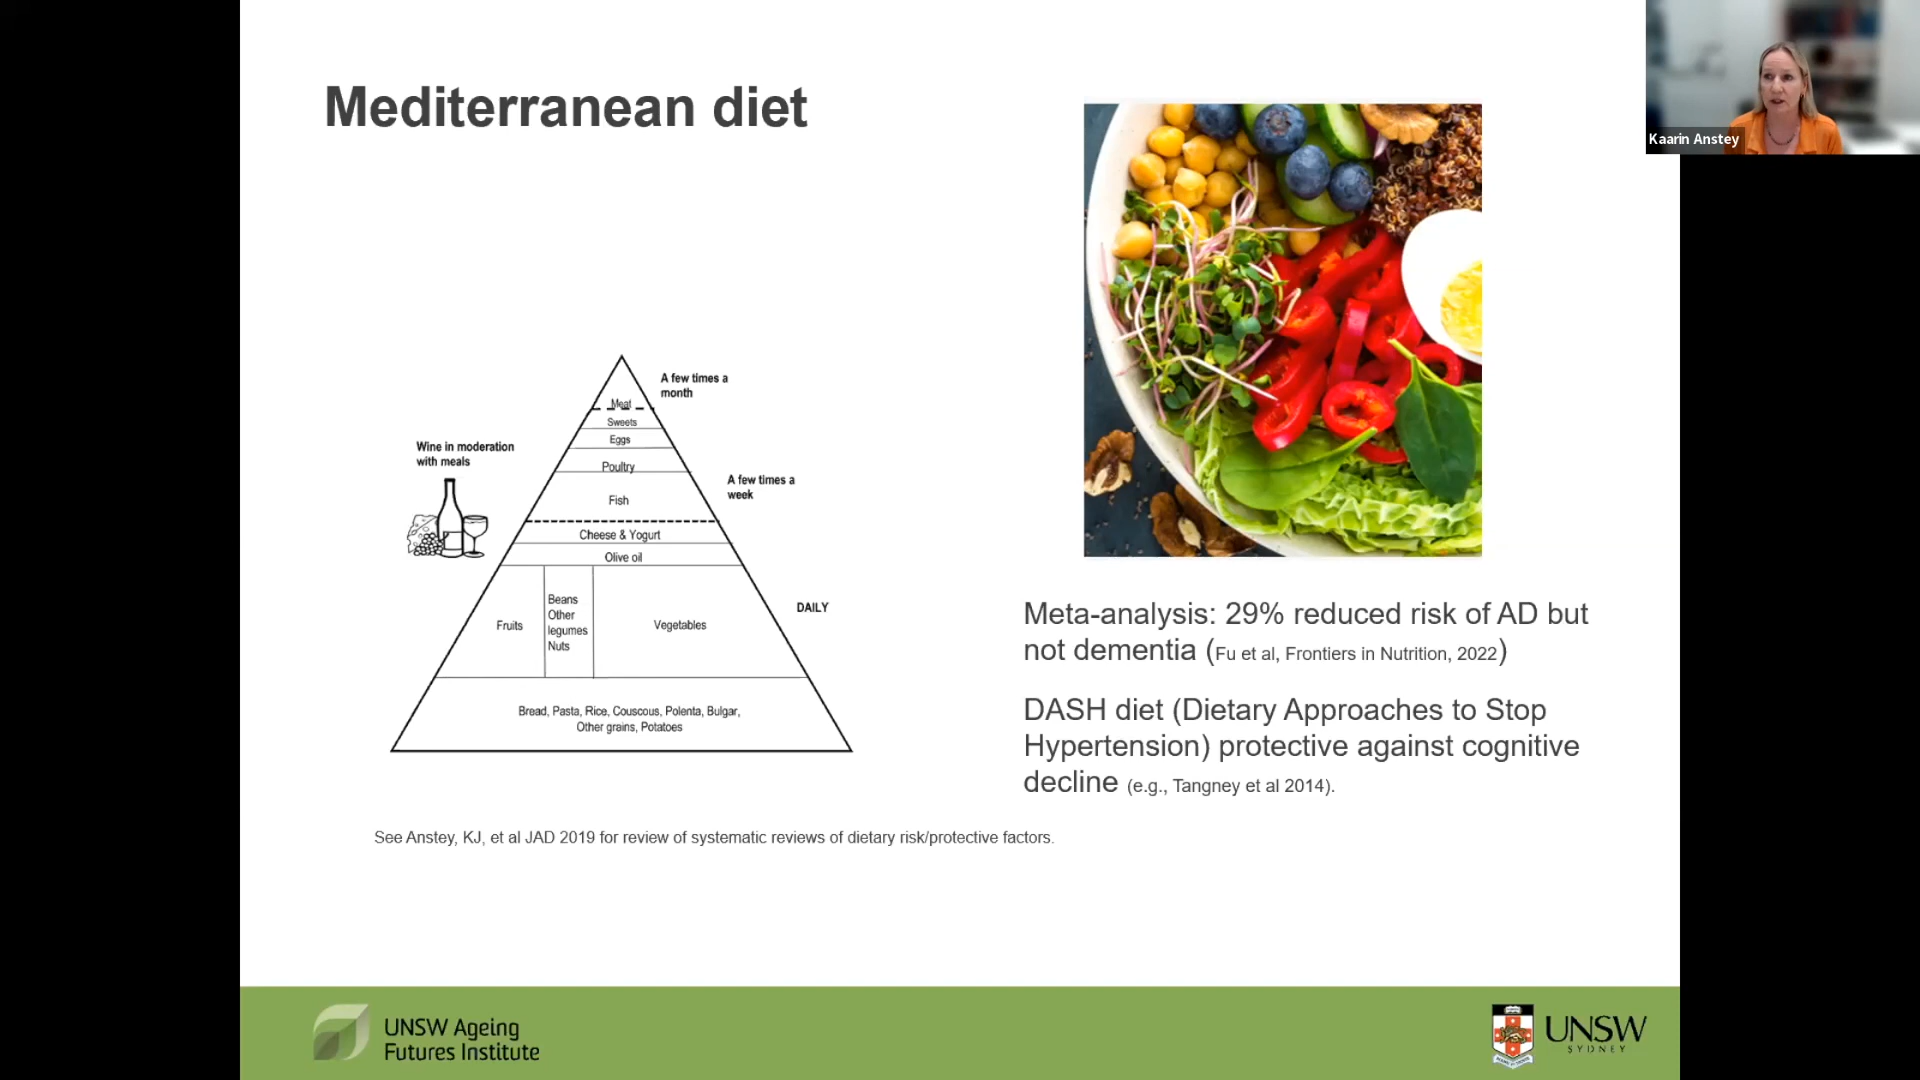 Mediterranean diet
Kaarin Anstey
A few times a
month
Meat
Sweets
Eggs
Poultry
Fish
Wine in moderation
with meals
A few times a
week
Cheese & Yogurt
Olive oil
Fruits
Beans
Other
legumes
Nuts
Vegetables
DAILY
Bread, Pasta, Rice, Couscous, Polenta, Bulgar,
Other grains, Potatoes
Meta-analysis: 29% reduced risk of AD but
not dementia (Fu et al, Frontiers in Nutrition, 2022)
DASH diet (Dietary Approaches to Stop
Hypertension) protective against cognitive
decline (e.g., Tangney et al 2014).
See Anstey, KJ, et al JAD 2019 for review of systematic reviews of dietary risk/protective factors.
UNSW Ageing
Futures Institute
UNSW
SYDNEY